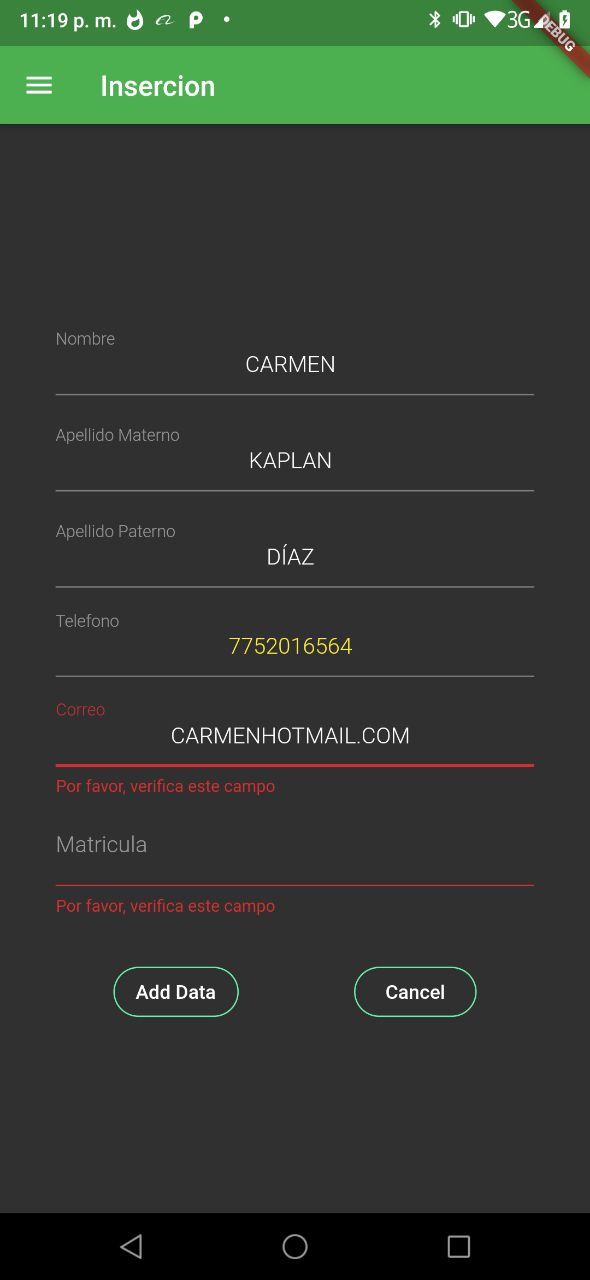 11:19 p. m.
3G
DEBUG
Insercion
Nombre
CARMEN
Apellido Materno
KAPLAN
Apellido Paterno
DÍAZ
Telefono
7752016564
Correo
CARMENHOTMAIL.COM
Por favor, verifica este campo
Matricula
Por favor, verifica este campo
Add Data
Cancel